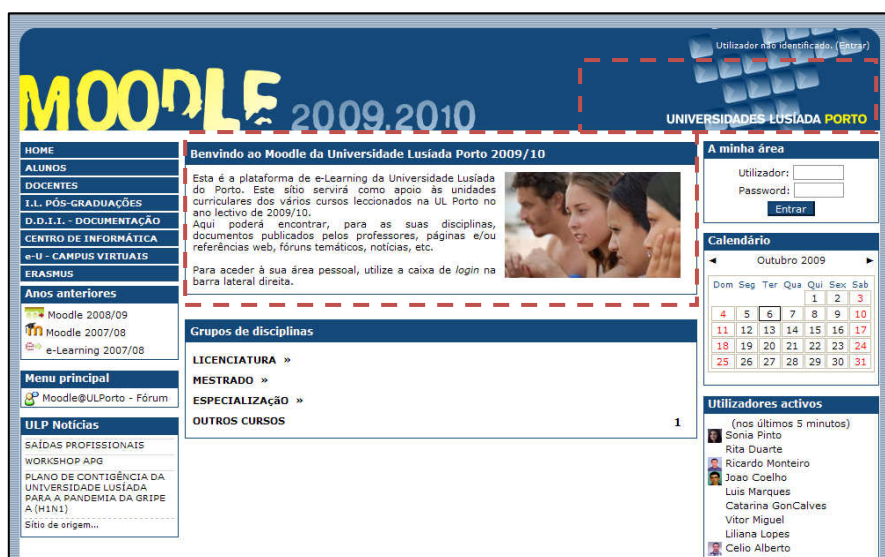 Utilizador não identificado. (Entrar)
MOODLE 2009.2010
UNIVERSIDADES LUSÍADA PORTO
HOME
ALUNOS
DOCENTES
I.L. PÓS-GRADUAÇÕES
D.D.I.I. - DOCUMENTAÇÃO
CENTRO DE INFORMÁTICA
e-U - CAMPUS VIRTUAIS
ERASMUS
Anos anteriores
Moodle 2008/09
Moodle 2007/08
e-Learning 2007/08
Menu principal
Moodle@ULPorto - Fórum
ULP Notícias
SAÍDAS PROFISSIONAIS
WORKSHOP APG
PLANO DE CONTIGÊNCIA DA
UNIVERSIDADE LUSÍADA
PARA A PANDEMIA DA GRIPE
A (H1N1)
Sítio de origem...
Benvindo ao Moodle da Universidade Lusíada Porto 2009/10
Esta é a plataforma de e-Learning da Universidade Lusíada
do Porto. Este sítio servirá como apoio às unidades
curriculares dos vários cursos leccionados na UL Porto no
ano lectivo de 2009/10.
Aqui poderá encontrar, para as suas disciplinas,
documentos publicados pelos professores, páginas e/ou
referências web, fóruns temáticos, notícias, etc.
Para aceder à sua área pessoal, utilize a caixa de login na
barra lateral direita.
Grupos de disciplinas
LICENCIATURA »
MESTRADO »
ESPECIALIZAçãO »
OUTROS CURSOS 1
A minha área
Utilizador:
Password:
Entrar
Calendário
◄ Outubro 2009 ►
Dom Seg Ter Qua Qui Sex Sab
1 2 3
4 5 6 7 8 9 10
11 12 13 14 15 16 17
18 19 20 21 22 23 24
25 26 27 28 29 30 31
Utilizadores activos
(nos últimos 5 minutos)
Sonia Pinto
Rita Duarte
Ricardo Monteiro
Joao Coelho
Luis Marques
Catarina GonCalves
Vitor Miguel
Liliana Lopes
Celio Alberto